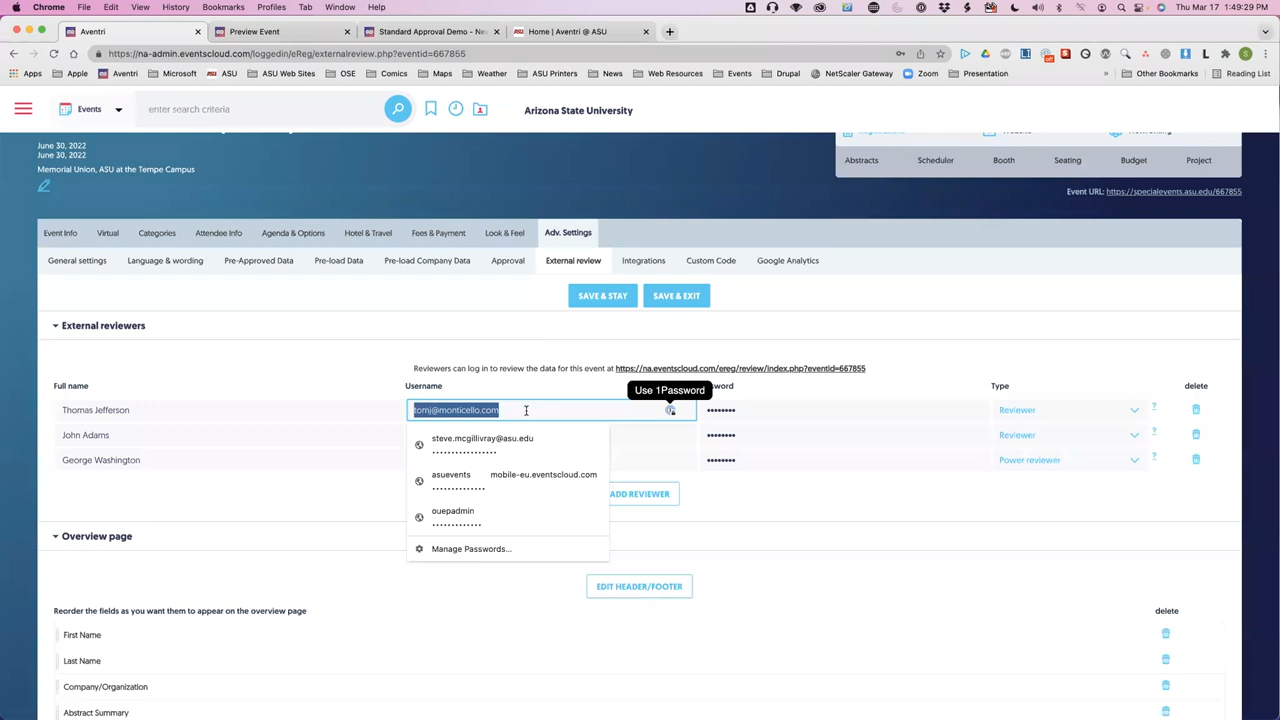 Chrome File Edit View History Bookmarks Profiles Tab Window Help Thu Mar 17 1:49:29 PM
Aventri Preview Event Standard Approval Demo - Nev Home | Aventri @ ASU
https://na-admin.eventscloud.com/loggedin/eReg/externalreview.php?eventid=667855
Apps Apple Aventri Microsoft ASU ASU Web Sites OSE Comics Maps Weather ASU Printers News Web Resources Events Drupal NetScaler Gateway Zoom Presentation » Other Bookmarks Reading List
Events enter search criteria Arizona State University
June 30, 2022
June 30, 2022
Memorial Union, ASU at the Tempe Campus
Abstracts Scheduler Booth Seating Budget Project
Event URL: https://specialevents.asu.edu/667855
Event Info Virtual Categories Attendee Info Agenda & Options Hotel & Travel Fees & Payment Look & Feel Adv. Settings
General settings Language & wording Pre-Approved Data Pre-load Data Pre-load Company Data Approval External review Integrations Custom Code Google Analytics
SAVE & STAY SAVE & EXIT
External reviewers
Reviewers can log in to review the data for this event at https://na.eventscloud.com/ereg/review/index.php?eventid=667855
Use 1Password
Full name Username word Type delete
Thomas Jefferson tomj@monticello.com •••••••• Reviewer ?
John Adams •••••••• Reviewer ?
George Washington •••••••• Power reviewer ?
steve.mcgillivray@asu.edu
•••••••••••••••••
asuevents mobile-eu.eventscloud.com
••••••••••••••
ouepadmin
•••••••••••••
Manage Passwords...
ADD REVIEWER
Overview page
EDIT HEADER/FOOTER
Reorder the fields as you want them to appear on the overview page delete
First Name
Last Name
Company/Organization
Abstract Summary